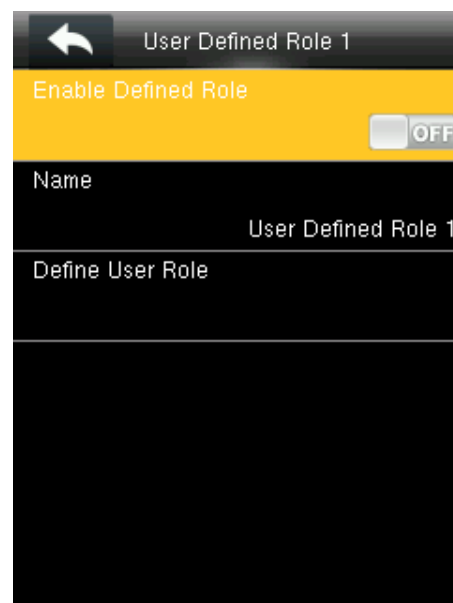 User Defined Role 1
Enable Defined Role
OFF
Name
User Defined Role 1
Define User Role